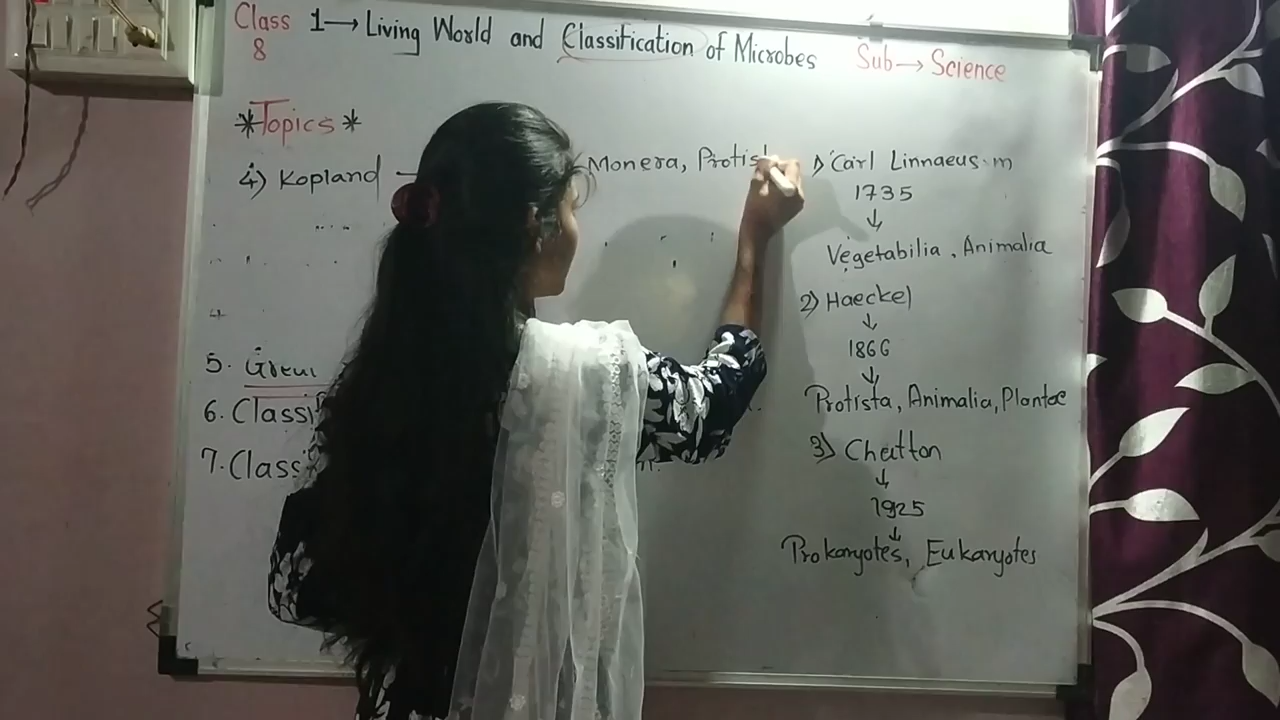 Class 1→ Living World and Classification of Microbes Sub→ Science
8
*Topics*
4) Kopland → Monera, Protist
5.
6. Classif
7. Class
1) Carl Linnaeus m
1735
↓
Vegetabilia, Animalia
2) Haeckel
↓
1866
↓
Protista, Animalia, Plantae
3) Chatton
↓
1925
↓
Prokaryotes, Eukaryotes